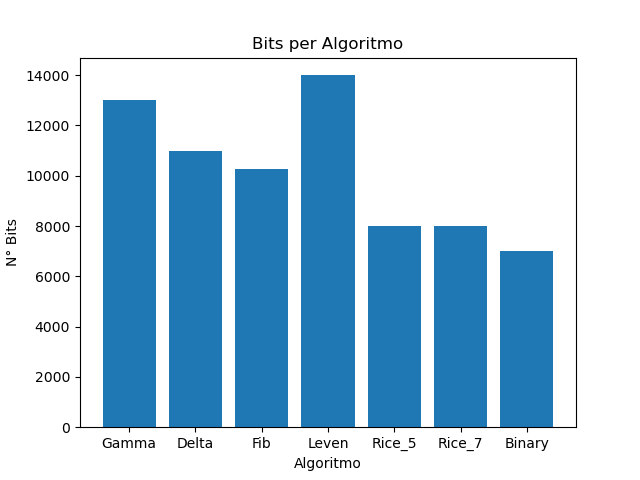 Bits per Algoritmo
14000
12000
10000
8000
6000
4000
2000
0
N° Bits
Gamma Delta Fib Leven Rice_5 Rice_7 Binary
Algoritmo